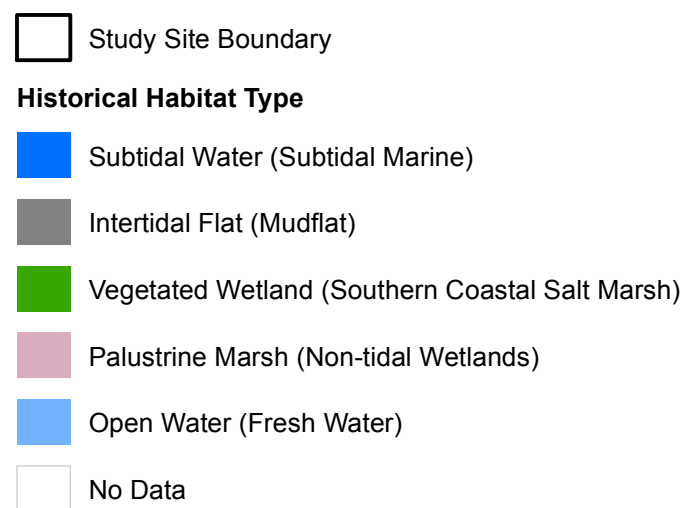 Study Site Boundary
Historical Habitat Type
Subtidal Water (Subtidal Marine)
Intertidal Flat (Mudflat)
Vegetated Wetland (Southern Coastal Salt Marsh)
Palustrine Marsh (Non-tidal Wetlands)
Open Water (Fresh Water)
No Data